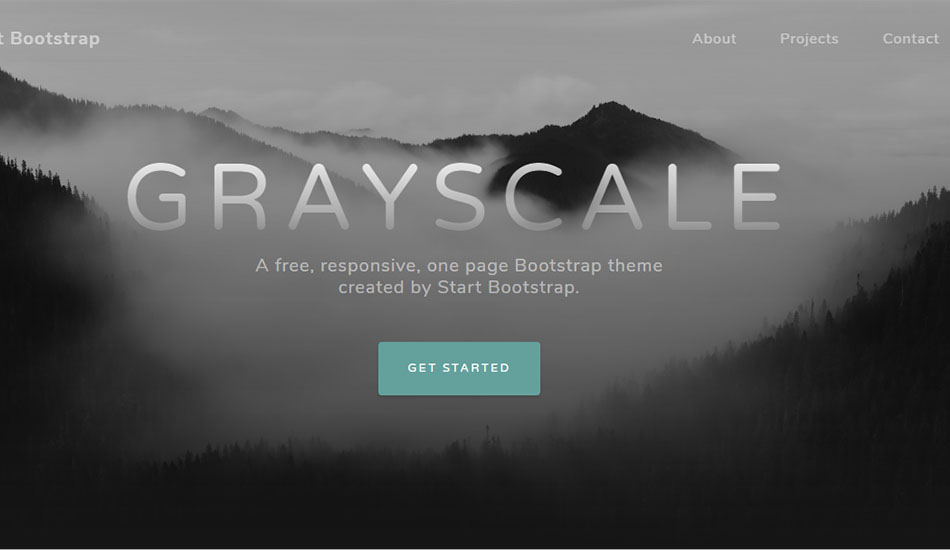 t Bootstrap
About
Projects
Contact
GRAYSCALE
A free, responsive, one page Bootstrap theme
created by Start Bootstrap.
GET STARTED